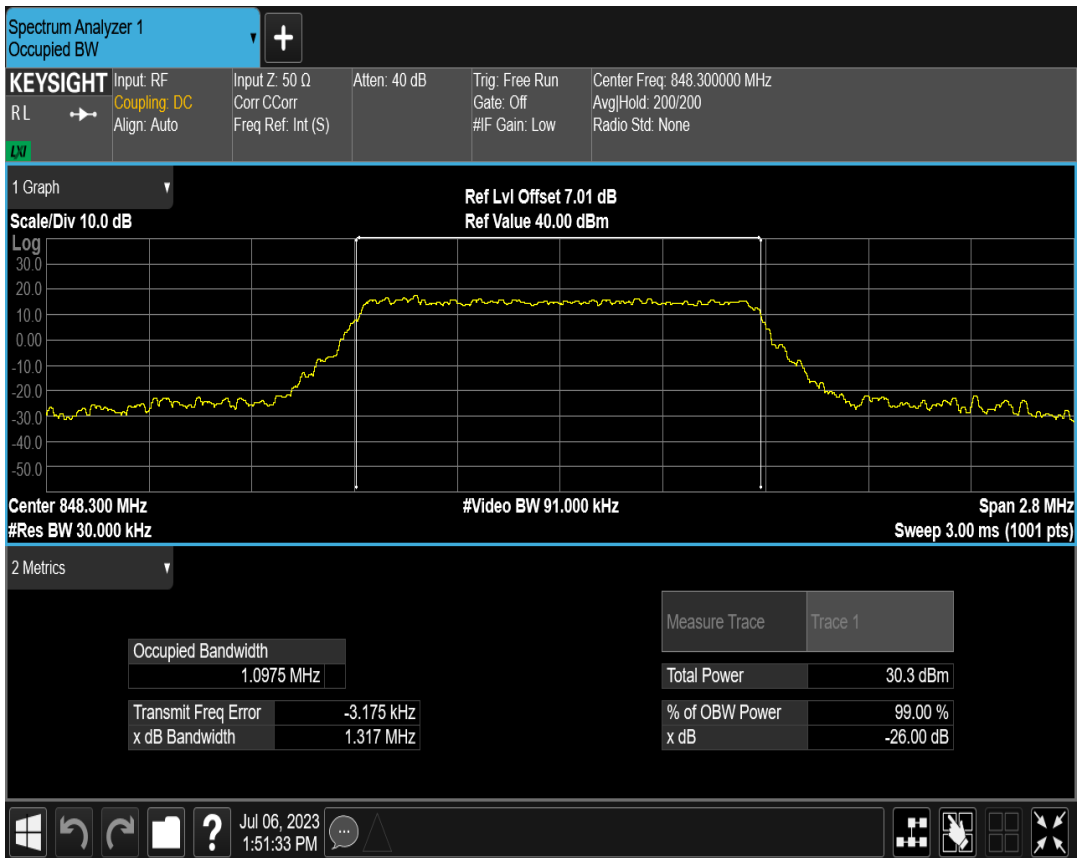 Spectrum Analyzer 1
Occupied BW
KEYSIGHT
RL
LXI
Input: RF
Coupling: DC
Align: Auto
Input Z: 50 Ω
Corr CCorr
Freq Ref: Int (S)
Atten: 40 dB
Trig: Free Run
Gate: Off
#IF Gain: Low
Center Freq: 848.300000 MHz
Avg|Hold: 200/200
Radio Std: None
1 Graph
Scale/Div 10.0 dB
Ref Lvl Offset 7.01 dB
Ref Value 40.00 dBm
Log
30.0
20.0
10.0
0.00
-10.0
-20.0
-30.0
-40.0
-50.0
Center 848.300 MHz
#Video BW 91.000 kHz
Span 2.8 MHz
#Res BW 30.000 kHz
Sweep 3.00 ms (1001 pts)
2 Metrics
Measure Trace Trace 1
Occupied Bandwidth
1.0975 MHz
Total Power 30.3 dBm
Transmit Freq Error -3.175 kHz
% of OBW Power 99.00 %
x dB Bandwidth 1.317 MHz
x dB -26.00 dB
Jul 06, 2023
1:51:33 PM